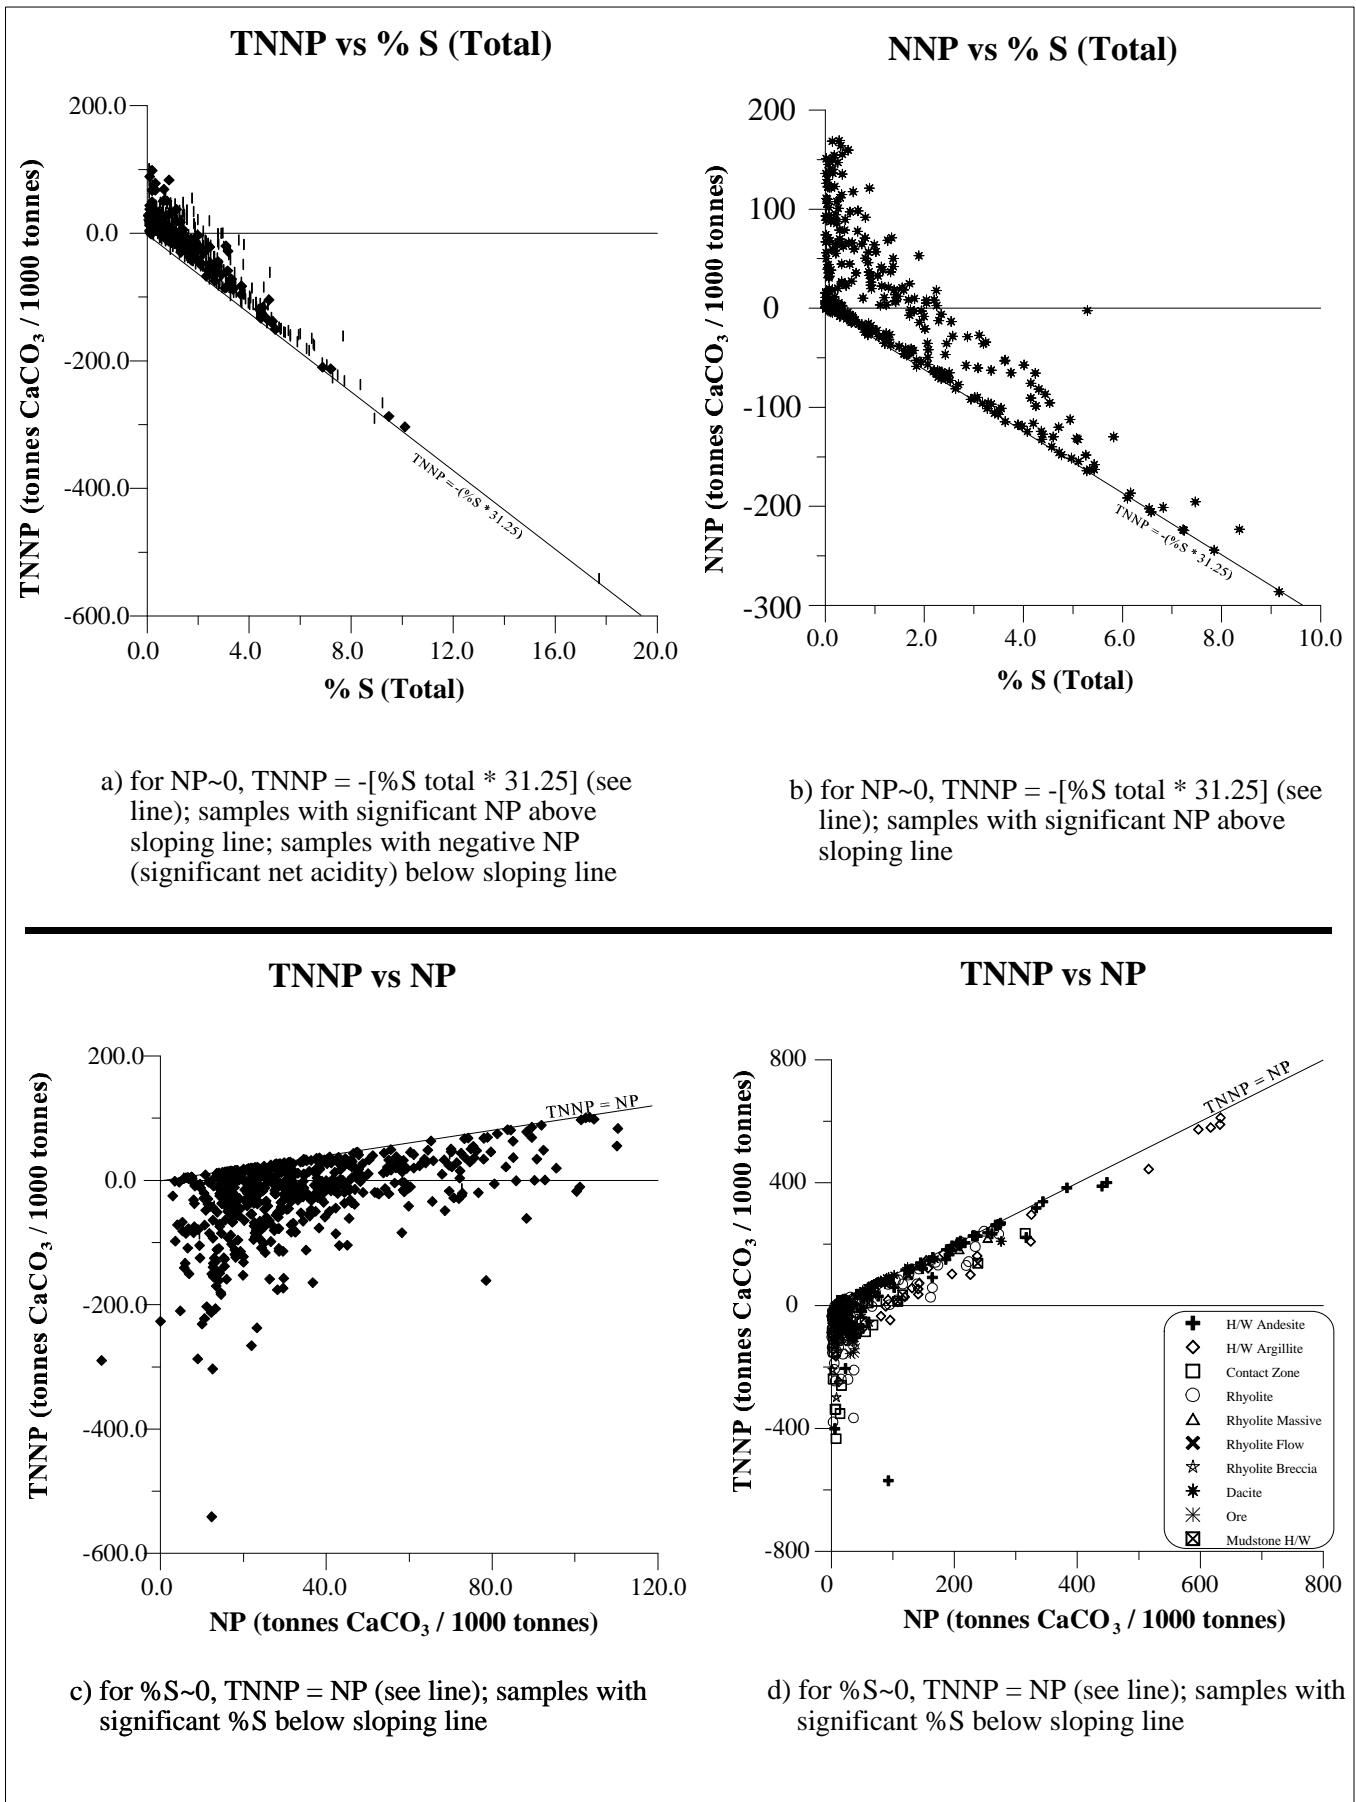 TNNP vs % S (Total)
TNNP (tonnes CaCO₃ / 1000 tonnes)
200.0
0.0
-200.0
-400.0
-600.0
0.0 4.0 8.0 12.0 16.0 20.0
% S (Total)
TNNP = -(%S * 31.25)
a) for NP~0, TNNP = -[%S total * 31.25] (see
line); samples with significant NP above
sloping line; samples with negative NP
(significant net acidity) below sloping line
NNP vs % S (Total)
NNP (tonnes CaCO₃ / 1000 tonnes)
200
100
0
-100
-200
-300
0.0 2.0 4.0 6.0 8.0 10.0
% S (Total)
TNNP = -(%S * 31.25)
b) for NP~0, TNNP = -[%S total * 31.25] (see
line); samples with significant NP above
sloping line
TNNP vs NP
TNNP (tonnes CaCO₃ / 1000 tonnes)
200.0
0.0
-200.0
-400.0
-600.0
0.0 40.0 80.0 120.0
NP (tonnes CaCO₃ / 1000 tonnes)
TNNP = NP
c) for %S~0, TNNP = NP (see line); samples with
significant %S below sloping line
TNNP vs NP
TNNP (tonnes CaCO₃ / 1000 tonnes)
800
400
0
-400
-800
0 200 400 600 800
NP (tonnes CaCO₃ / 1000 tonnes)
TNNP = NP
H/W Andesite
H/W Argillite
Contact Zone
Rhyolite
Rhyolite Massive
Rhyolite Flow
Rhyolite Breccia
Dacite
Ore
Mudstone H/W
d) for %S~0, TNNP = NP (see line); samples with
significant %S below sloping line